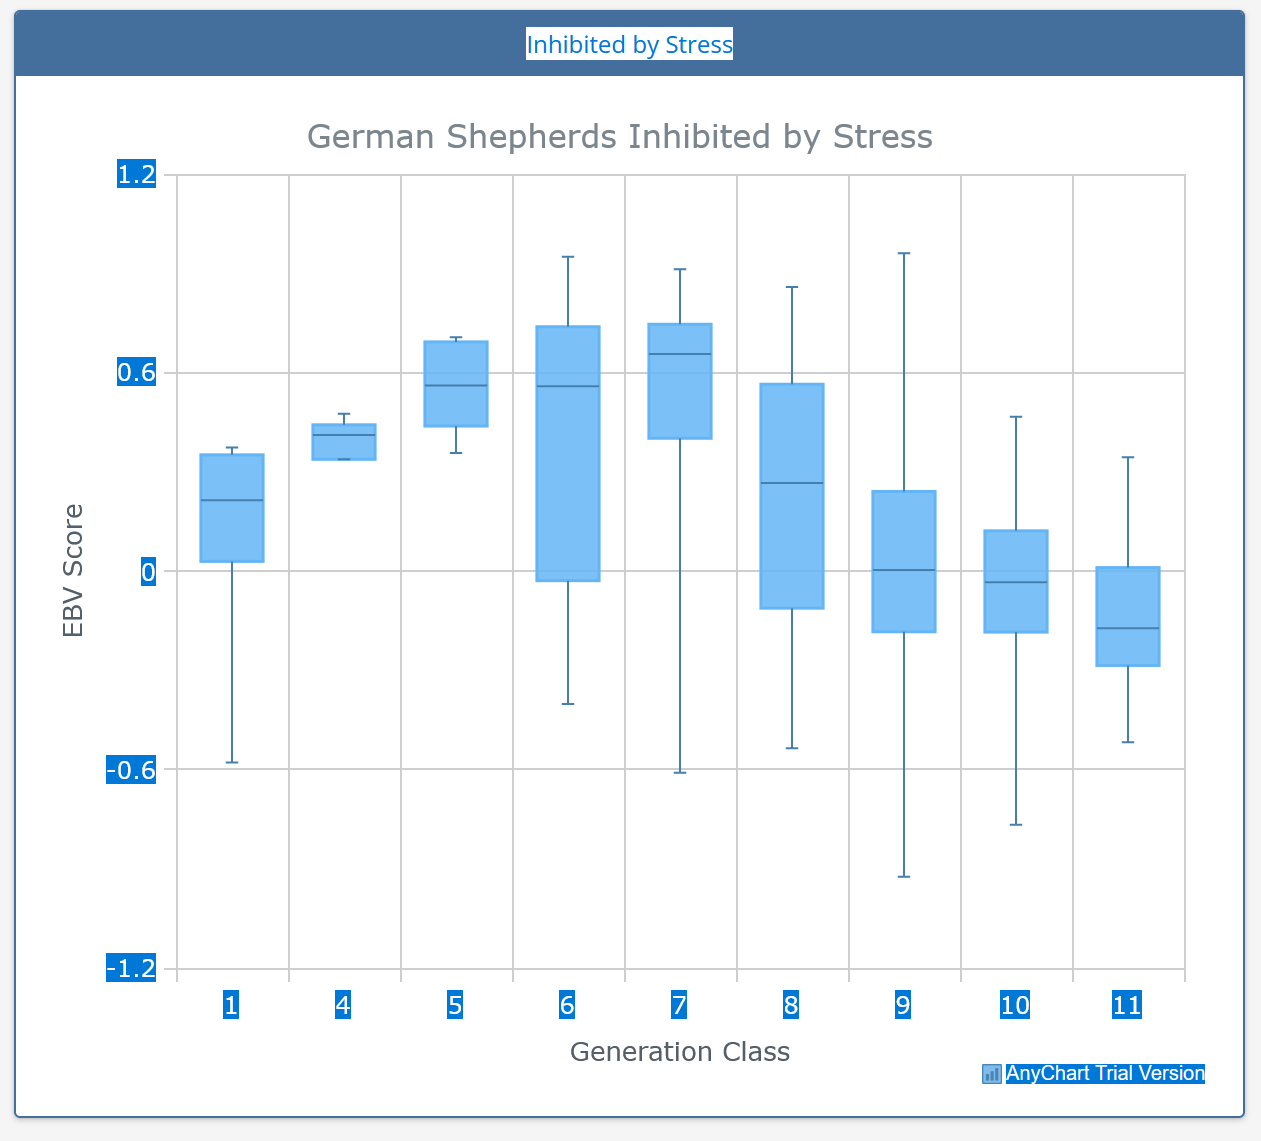 Inhibited by Stress
German Shepherds Inhibited by Stress
1.2
0.6
0
-0.6
-1.2
EBV Score
1 4 5 6 7 8 9 10 11
Generation Class
AnyChart Trial Version